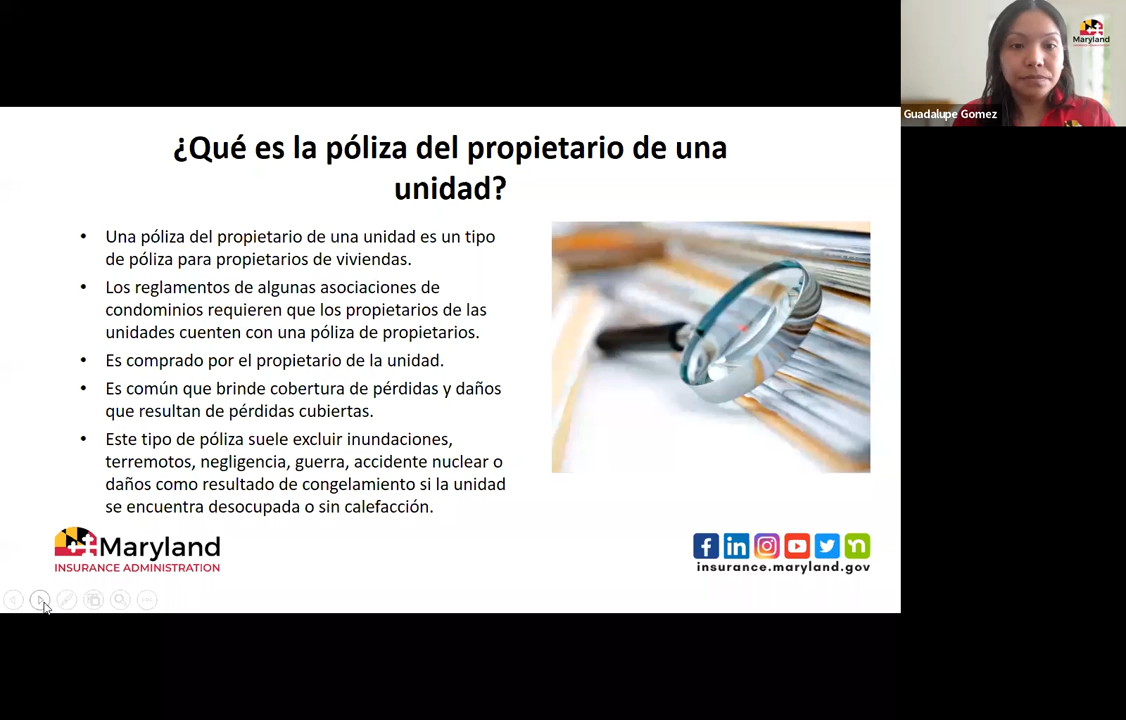 Maryland
Guadalupe Gomez
¿Qué es la póliza del propietario de una
unidad?
• Una póliza del propietario de una unidad es un tipo
de póliza para propietarios de viviendas.
• Los reglamentos de algunas asociaciones de
condominios requieren que los propietarios de las
unidades cuenten con una póliza de propietarios.
• Es comprado por el propietario de la unidad.
• Es común que brinde cobertura de pérdidas y daños
que resultan de pérdidas cubiertas.
• Este tipo de póliza suele excluir inundaciones,
terremotos, negligencia, guerra, accidente nuclear o
daños como resultado de congelamiento si la unidad
se encuentra desocupada o sin calefacción.
Maryland
INSURANCE ADMINISTRATION
insurance.maryland.gov